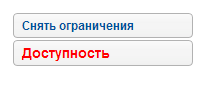 Снять ограничения
Доступность